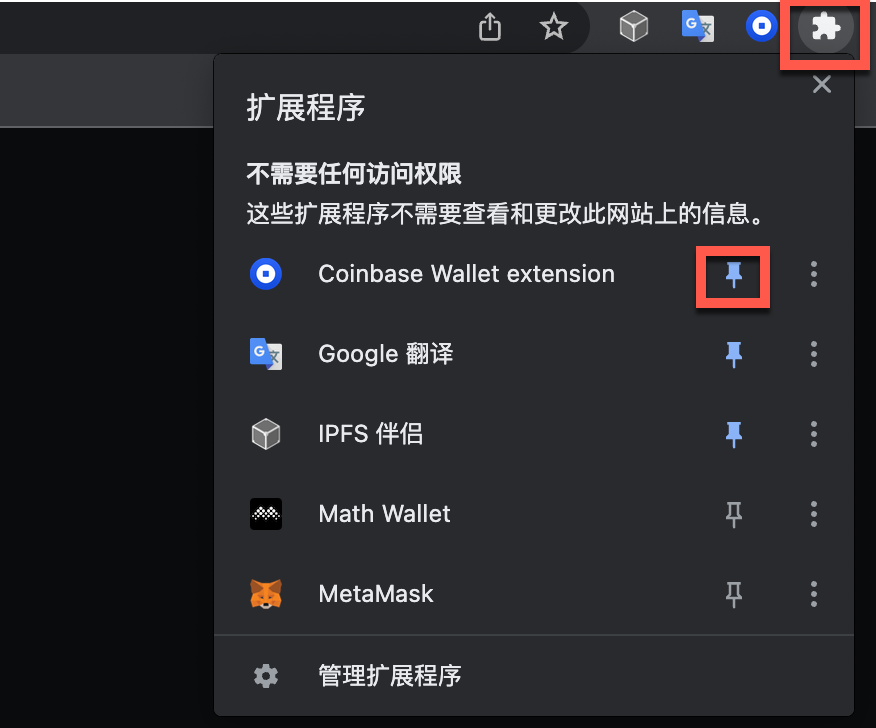 扩展程序
不需要任何访问权限
这些扩展程序不需要查看和更改此网站上的信息。
Coinbase Wallet extension
Google 翻译
IPFS 伴侣
Math Wallet
MetaMask
管理扩展程序